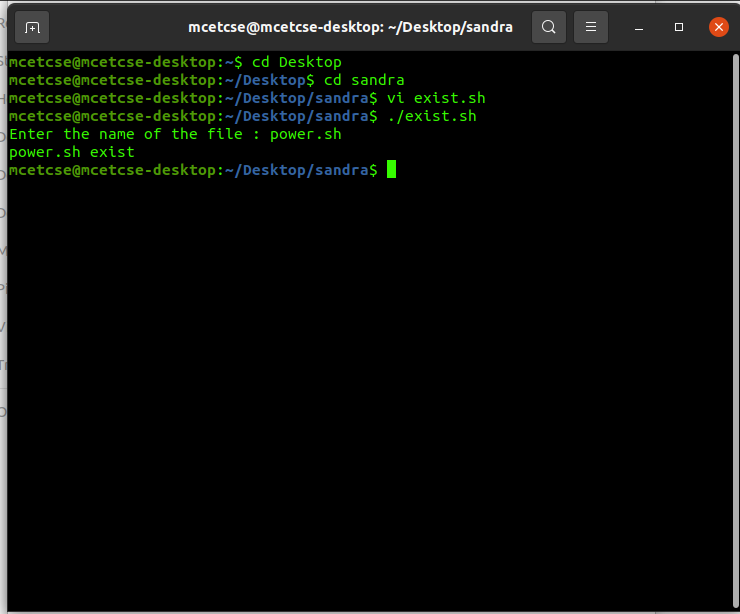 mcetcse@mcetcse-desktop: ~/Desktop/sandra
mcetcse@mcetcse-desktop:~$ cd Desktop
mcetcse@mcetcse-desktop:~/Desktop$ cd sandra
mcetcse@mcetcse-desktop:~/Desktop/sandra$ vi exist.sh
mcetcse@mcetcse-desktop:~/Desktop/sandra$ ./exist.sh
Enter the name of the file : power.sh
power.sh exist
mcetcse@mcetcse-desktop:~/Desktop/sandra$